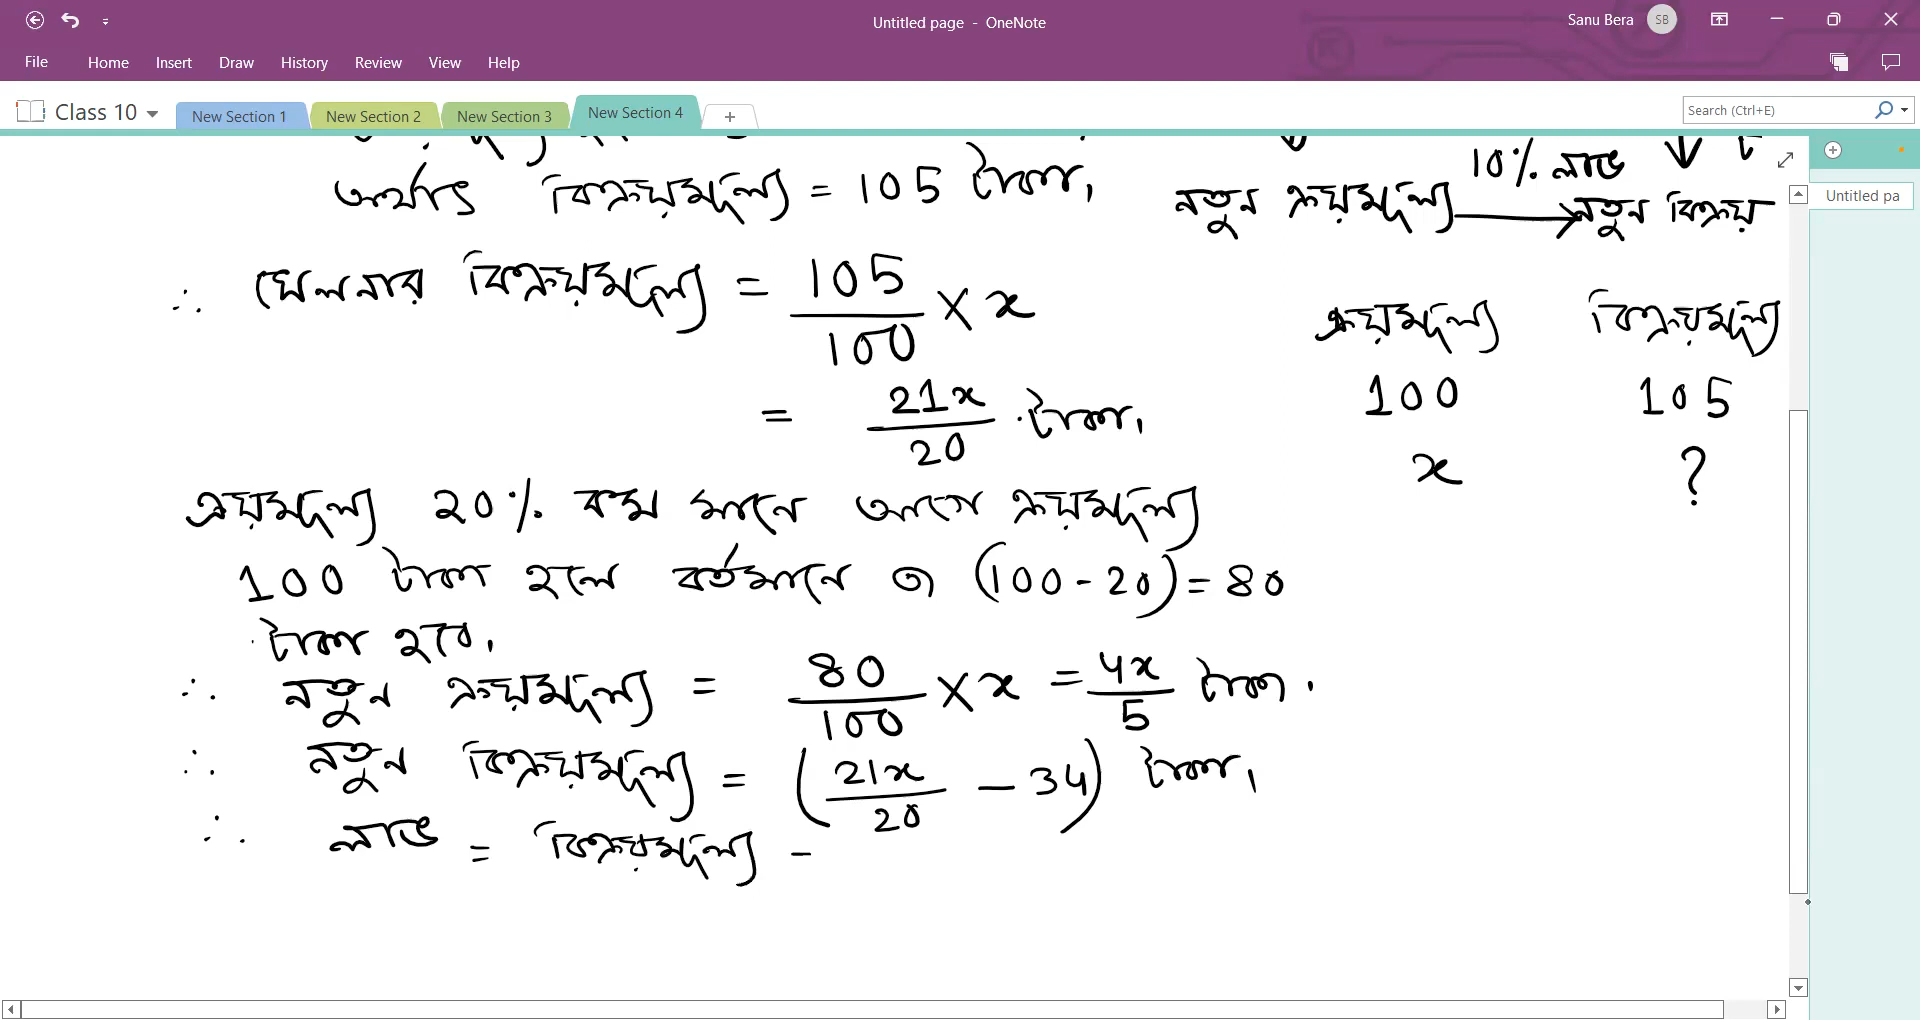 Untitled page - OneNote
Sanu Bera SB
File Home Insert Draw History Review View Help
Class 10 New Section 1 New Section 2 New Section 3 New Section 4 +
Search (Ctrl+E)
Untitled pa
অর্থাৎ বিক্রয়মূল্য = 105 টাকা।
10% লাভ
নতুন ক্রয়মূল্য নতুন বিক্রয়
∴ খেলনার বিক্রয়মূল্য = 105/100 × x
= 21x/20 টাকা।
ক্রয়মূল্য বিক্রয়মূল্য
100 105
x ?
ক্রয়মূল্য 20% কম মানে আগে ক্রয়মূল্য
100 টাকা হলে বর্তমানে তা (100 - 20) = 80
টাকা হবে।
∴ নতুন ক্রয়মূল্য = 80/100 × x = 4x/5 টাকা।
∴ নতুন বিক্রয়মূল্য = (21x/20 - 34) টাকা।
∴ লাভ = বিক্রয়মূল্য -